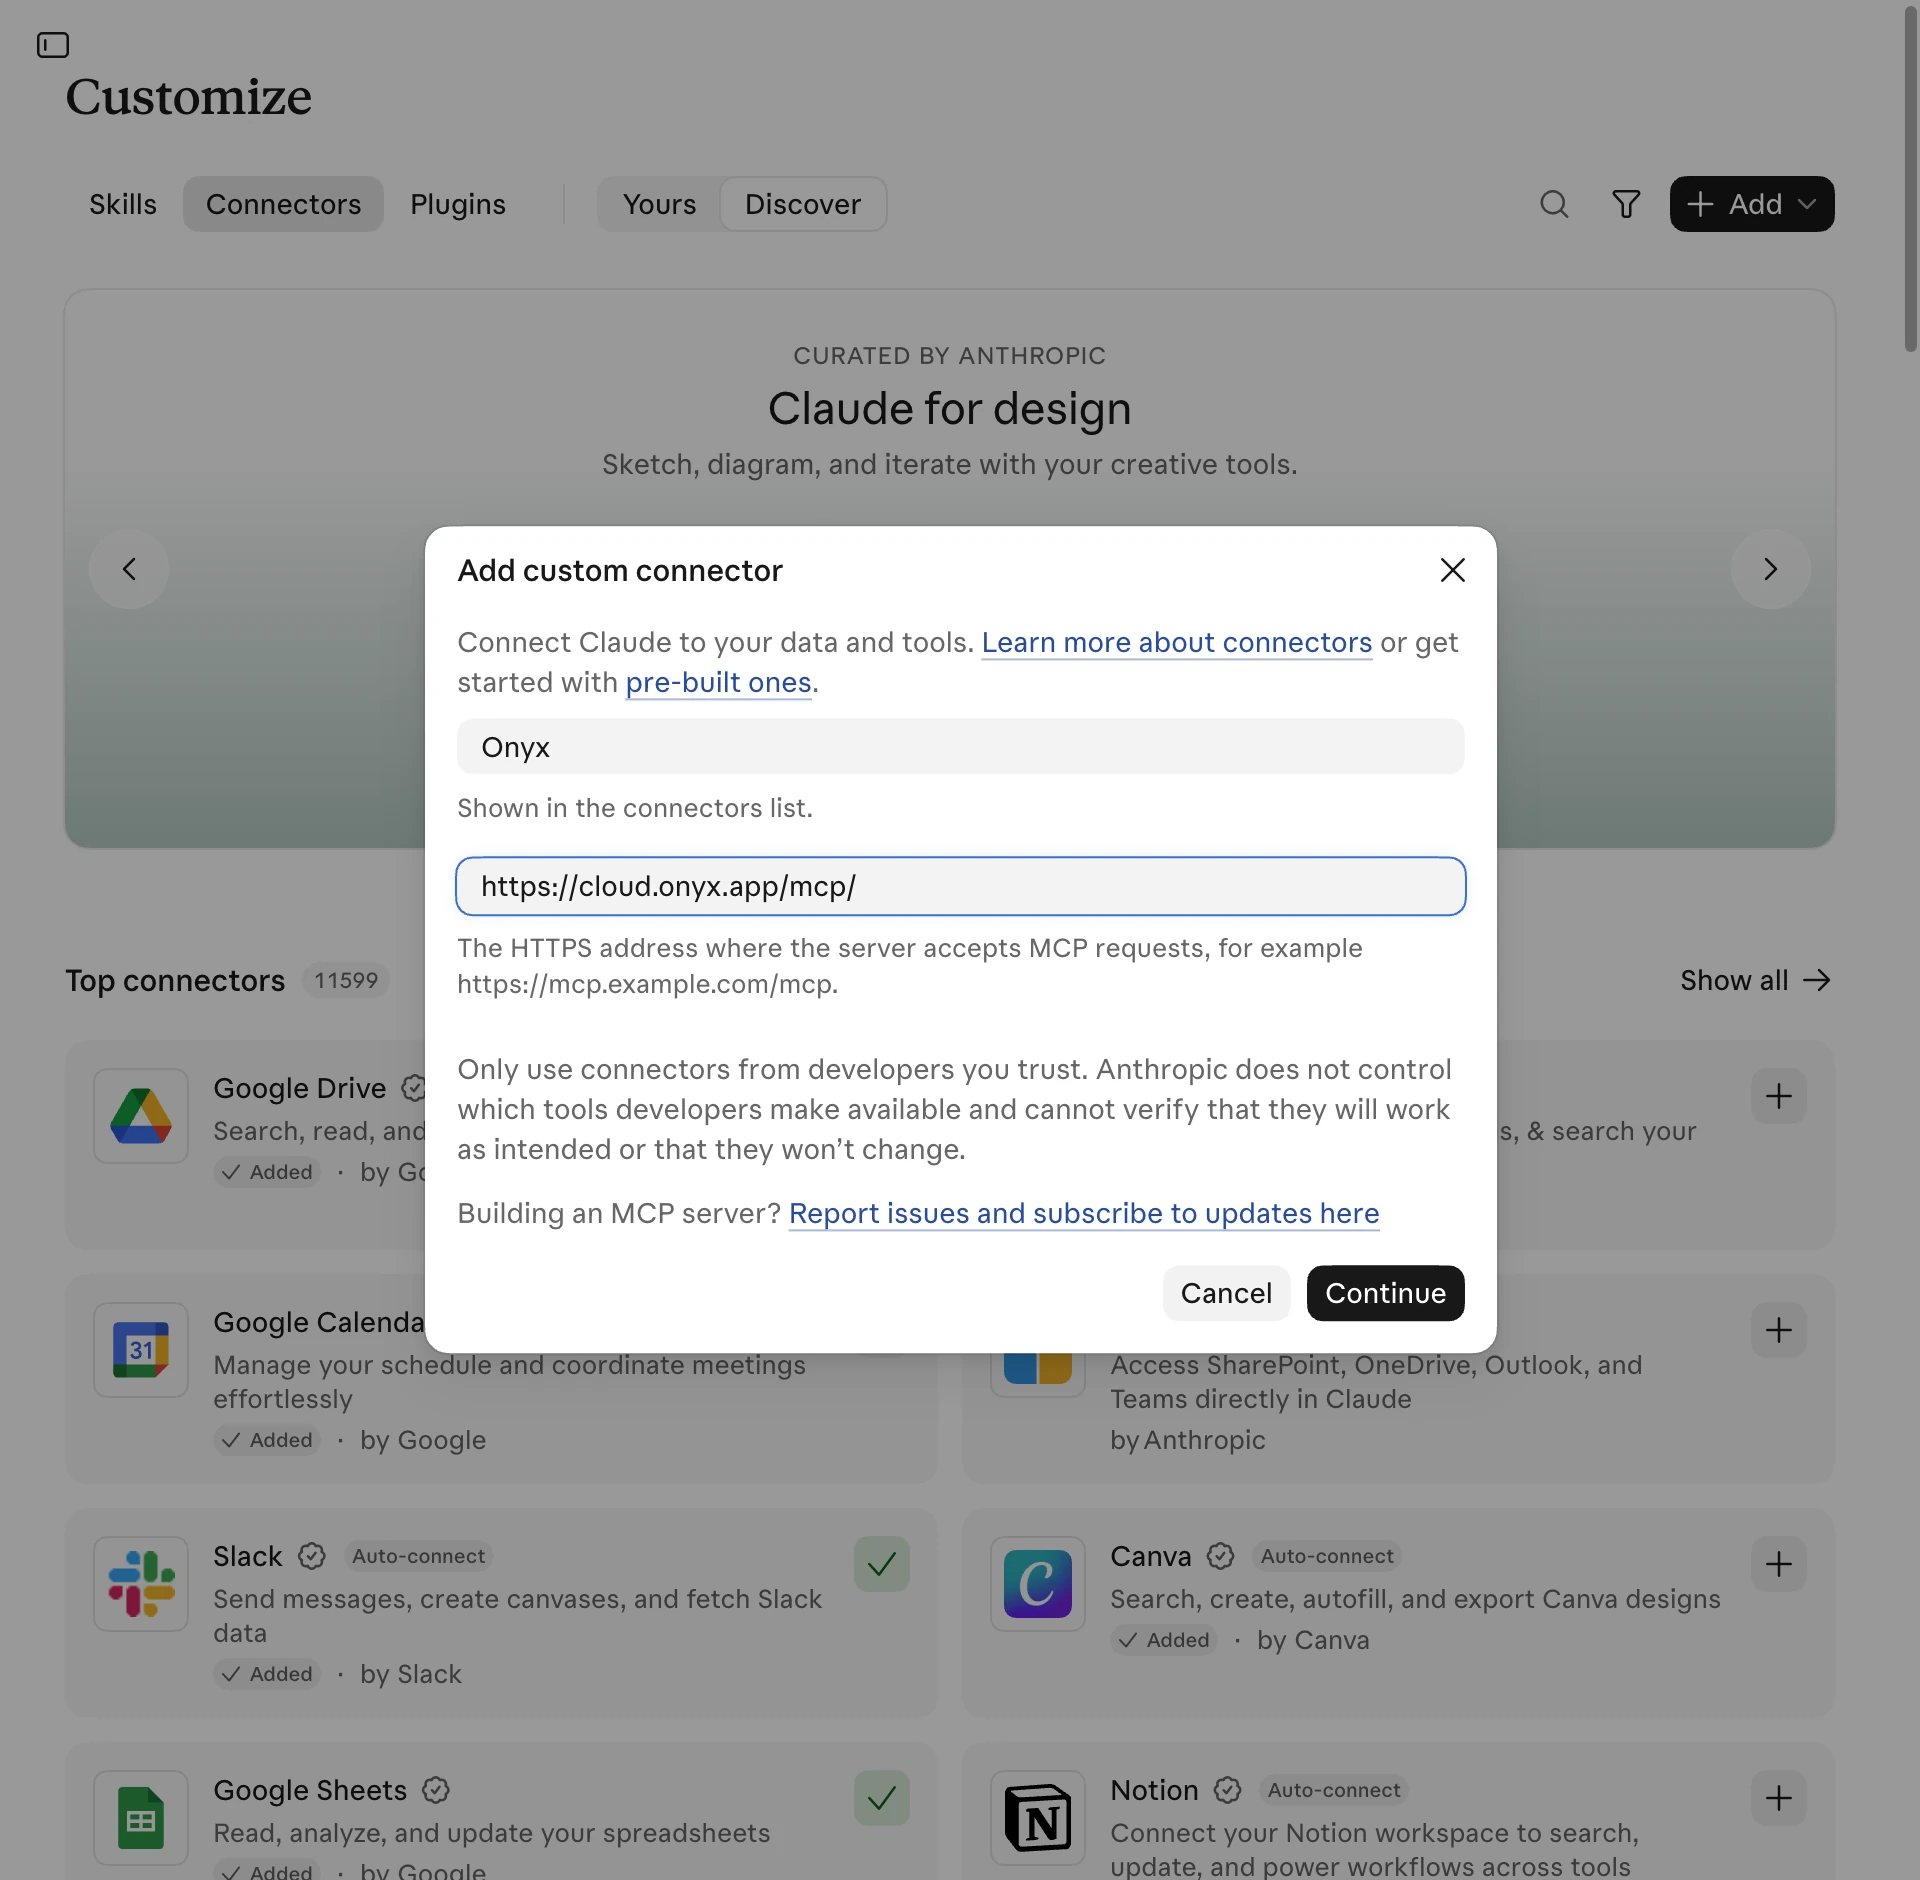 Customize
Skills
Connectors
Plugins
Yours
Discover
Add
CURATED BY ANTHROPIC
Claude for design
Sketch, diagram, and iterate with your creative tools.
Add custom connector
Connect Claude to your data and tools. Learn more about connectors or get
started with pre-built ones.
Onyx
Shown in the connectors list.
https://cloud.onyx.app/mcp/
The HTTPS address where the server accepts MCP requests, for example
https://mcp.example.com/mcp.
Only use connectors from developers you trust. Anthropic does not control
which tools developers make available and cannot verify that they will work
as intended or that they won’t change.
Building an MCP server? Report issues and subscribe to updates here
Cancel
Continue
Top connectors 11599
Show all
Google Drive
Search, read, and
Added · by
s, & search your
31
Google
Manage your schedule and coordinate meetings
effortlessly
Added · by Google
Access SharePoint, OneDrive, Outlook, and
Teams directly in Claude
by Anthropic
Slack Auto-connect
Send messages, create canvases, and fetch Slack
data
Added · by Slack
C
Canva Auto-connect
Search, create, autofill, and export Canva designs
Added · by Canva
Google Sheets
Read, analyze, and update your spreadsheets
Added · by Google
N
Notion Auto-connect
Connect your Notion workspace to search,
update, and power workflows across tools